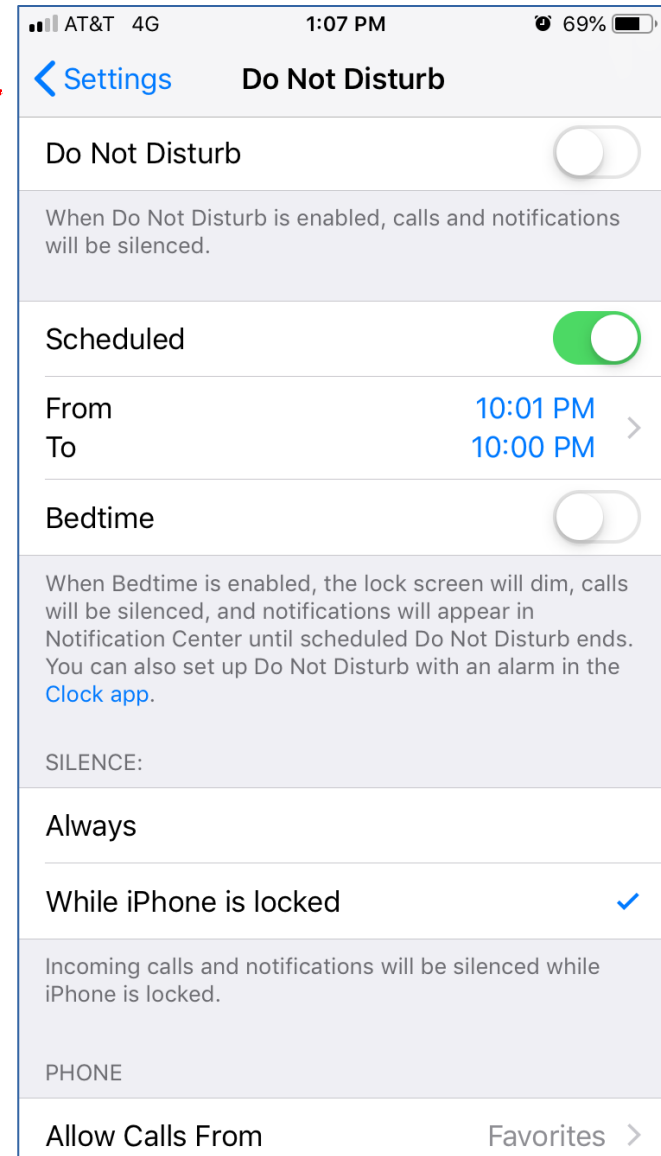 AT&T 4G 1:07 PM 69%
Settings Do Not Disturb
Do Not Disturb
When Do Not Disturb is enabled, calls and notifications
will be silenced.
Scheduled
From 10:01 PM
To 10:00 PM
Bedtime
When Bedtime is enabled, the lock screen will dim, calls
will be silenced, and notifications will appear in
Notification Center until scheduled Do Not Disturb ends.
You can also set up Do Not Disturb with an alarm in the
Clock app.
SILENCE:
Always
While iPhone is locked
Incoming calls and notifications will be silenced while
iPhone is locked.
PHONE
Allow Calls From Favorites